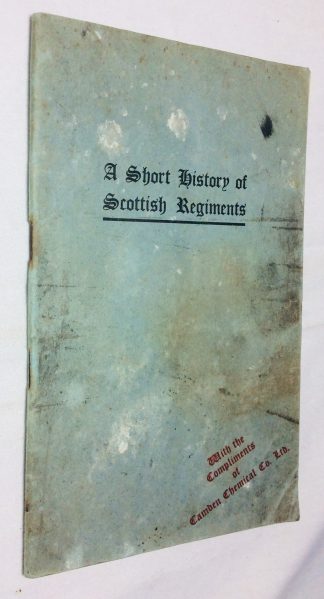 A Short History of
Scottish Regiments
With the
Compliments
of
Camden Chemical Co. Ltd.